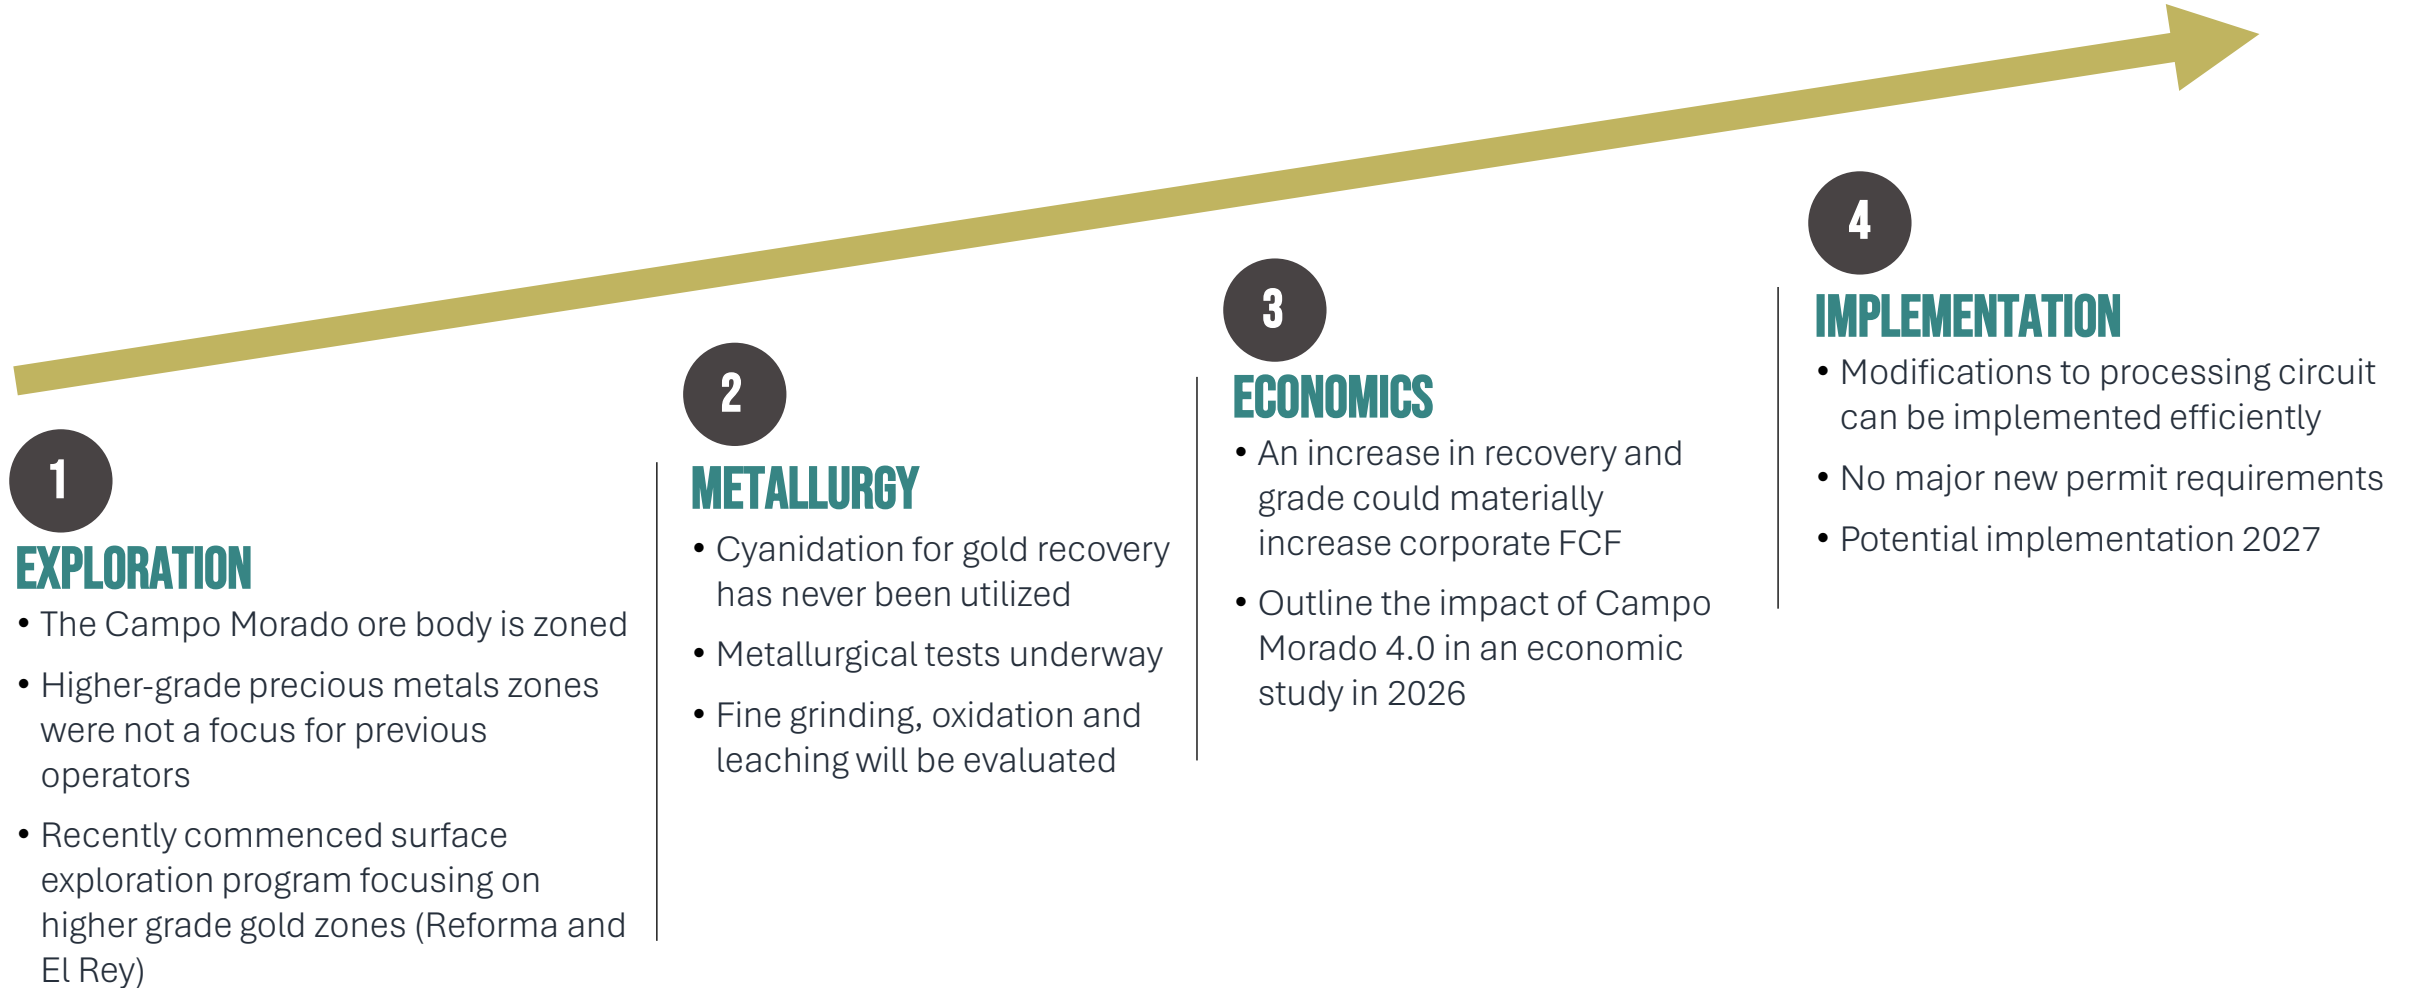 1
EXPLORATION
• The Campo Morado ore body is zoned
• Higher-grade precious metals zones
were not a focus for previous
operators
• Recently commenced surface
exploration program focusing on
higher grade gold zones (Reforma and
El Rey)
2
METALLURGY
• Cyanidation for gold recovery
has never been utilized
• Metallurgical tests underway
• Fine grinding, oxidation and
leaching will be evaluated
3
ECONOMICS
• An increase in recovery and
grade could materially
increase corporate FCF
• Outline the impact of Campo
Morado 4.0 in an economic
study in 2026
4
IMPLEMENTATION
• Modifications to processing circuit
can be implemented efficiently
• No major new permit requirements
• Potential implementation 2027